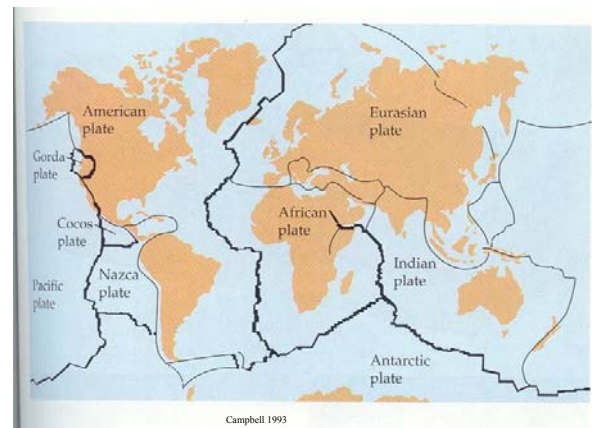 American
plate
Eurasian
plate
Gorda
plate
African
plate
Cocos
plate
Indian
plate
Nazca
plate
Pacific
plate
Antarctic
plate
Campbell 1993